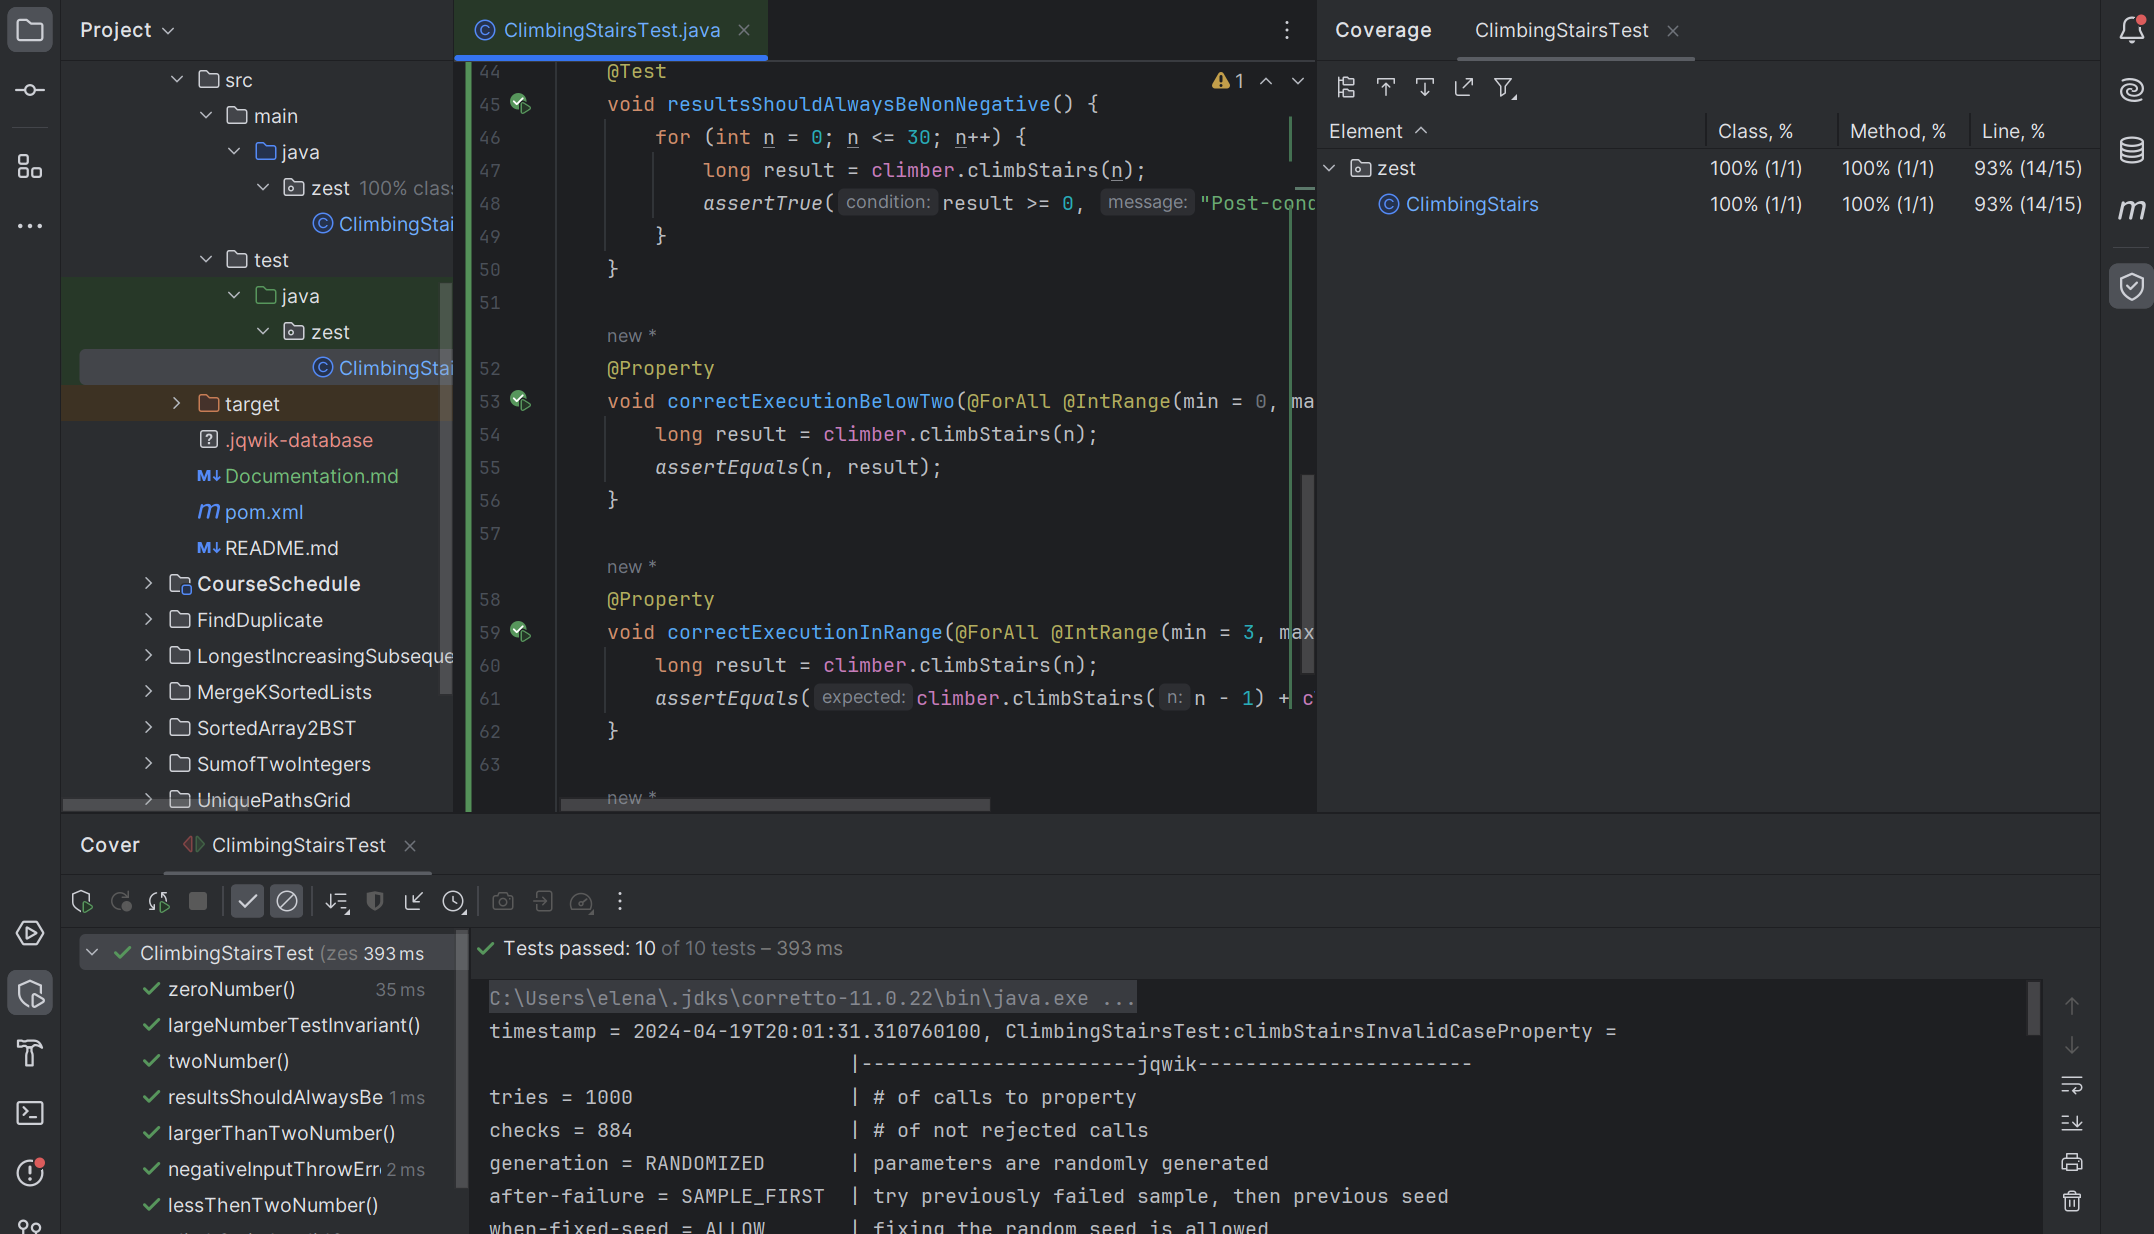 Project
src
main
java
zest 100% clas
ClimbingStai
test
java
zest
ClimbingStai
target
.jqwik-database
Documentation.md
pom.xml
README.md
CourseSchedule
FindDuplicate
LongestIncreasingSubseque
MergeKSortedLists
SortedArray2BST
SumofTwoIntegers
UniquePathsGrid
ClimbingStairsTest.java
1
44 @Test
45 void resultsShouldAlwaysBeNonNegative() {
46 for (int n = 0; n <= 30; n++) {
47 long result = climber.climbStairs(n);
48 assertTrue( condition: result >= 0, message: "Post-cond
49 }
50 }
51
new *
52 @Property
53 void correctExecutionBelowTwo(@ForAll @IntRange(min = 0, ma
54 long result = climber.climbStairs(n);
55 assertEquals(n, result);
56 }
57
new *
58 @Property
59 void correctExecutionInRange(@ForAll @IntRange(min = 3, max
60 long result = climber.climbStairs(n);
61 assertEquals( expected: climber.climbStairs( n: n - 1) + c
62 }
63
new *
Coverage ClimbingStairsTest
Element Class, % Method, % Line, %
zest 100% (1/1) 100% (1/1) 93% (14/15)
ClimbingStairs 100% (1/1) 100% (1/1) 93% (14/15)
Cover ClimbingStairsTest
ClimbingStairsTest (zes 393 ms
zeroNumber() 35 ms
largeNumberTestInvariant()
twoNumber()
resultsShouldAlwaysBe 1 ms
largerThanTwoNumber()
negativeInputThrowErr 2 ms
lessThenTwoNumber()
Tests passed: 10 of 10 tests – 393 ms
C:\Users\elena\.jdks\corretto-11.0.22\bin\java.exe ...
timestamp = 2024-04-19T20:01:31.310760100, ClimbingStairsTest:climbStairsInvalidCaseProperty =
|-----------------------jqwik-----------------------
tries = 1000 | # of calls to property
checks = 884 | # of not rejected calls
generation = RANDOMIZED | parameters are randomly generated
after-failure = SAMPLE_FIRST | try previously failed sample, then previous seed
when-fixed-seed = ALLOW | fixing the random seed is allowed